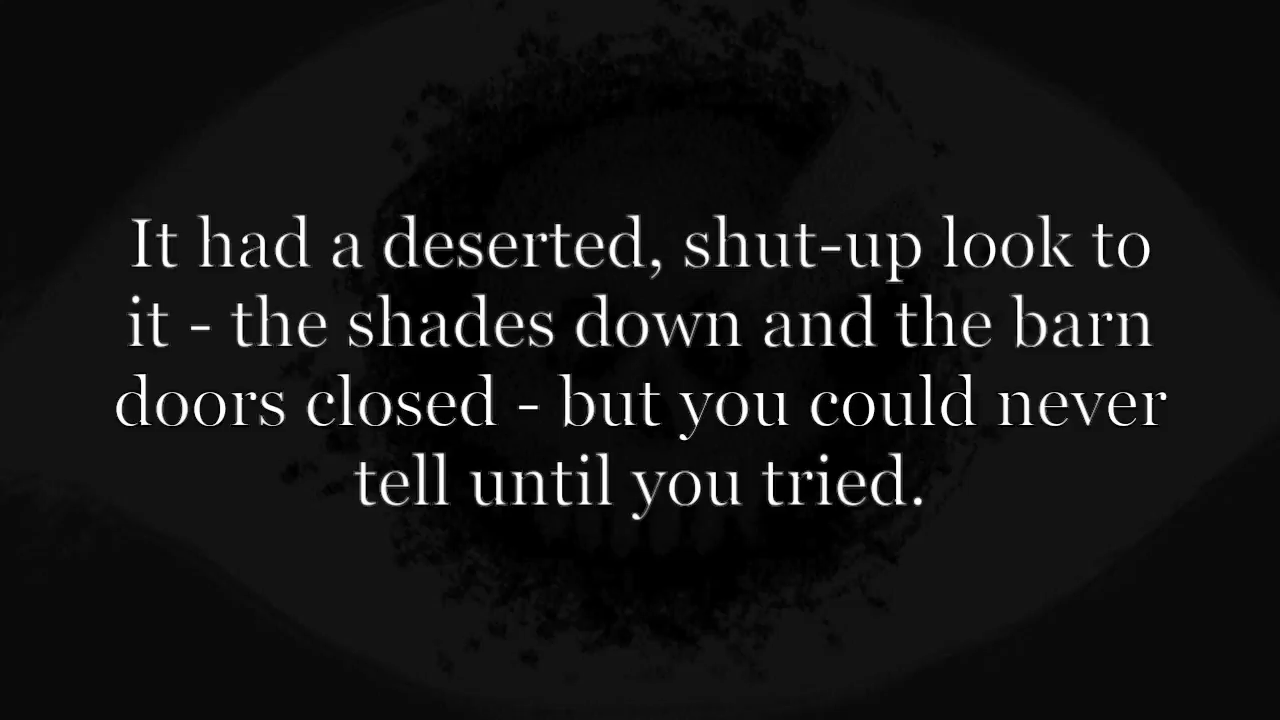 It had a deserted, shut-up look to
it - the shades down and the barn
doors closed - but you could never
tell until you tried.